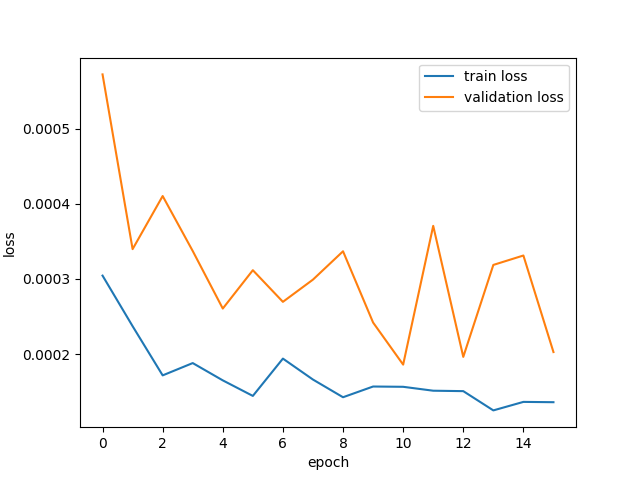 train loss
validation loss
0.0005
0.0004
0.0003
0.0002
loss
0 2 4 6 8 10 12 14
epoch